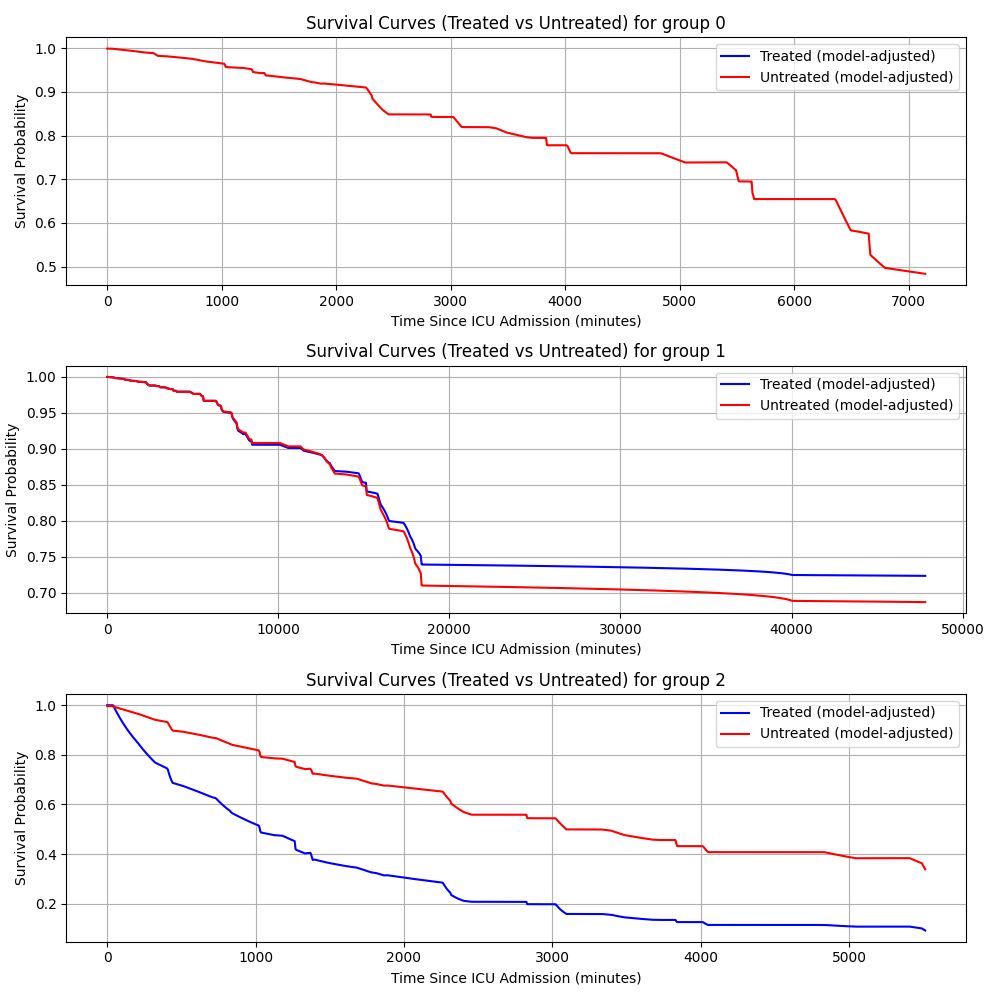 Survival Curves (Treated vs Untreated) for group 0
Survival Probability
1.0
0.9
0.8
0.7
0.6
0.5
Treated (model-adjusted)
Untreated (model-adjusted)
0 1000 2000 3000 4000 5000 6000 7000
Time Since ICU Admission (minutes)
Survival Curves (Treated vs Untreated) for group 1
Survival Probability
1.00
0.95
0.90
0.85
0.80
0.75
0.70
Treated (model-adjusted)
Untreated (model-adjusted)
0 10000 20000 30000 40000 50000
Time Since ICU Admission (minutes)
Survival Curves (Treated vs Untreated) for group 2
Survival Probability
1.0
0.8
0.6
0.4
0.2
Treated (model-adjusted)
Untreated (model-adjusted)
0 1000 2000 3000 4000 5000
Time Since ICU Admission (minutes)